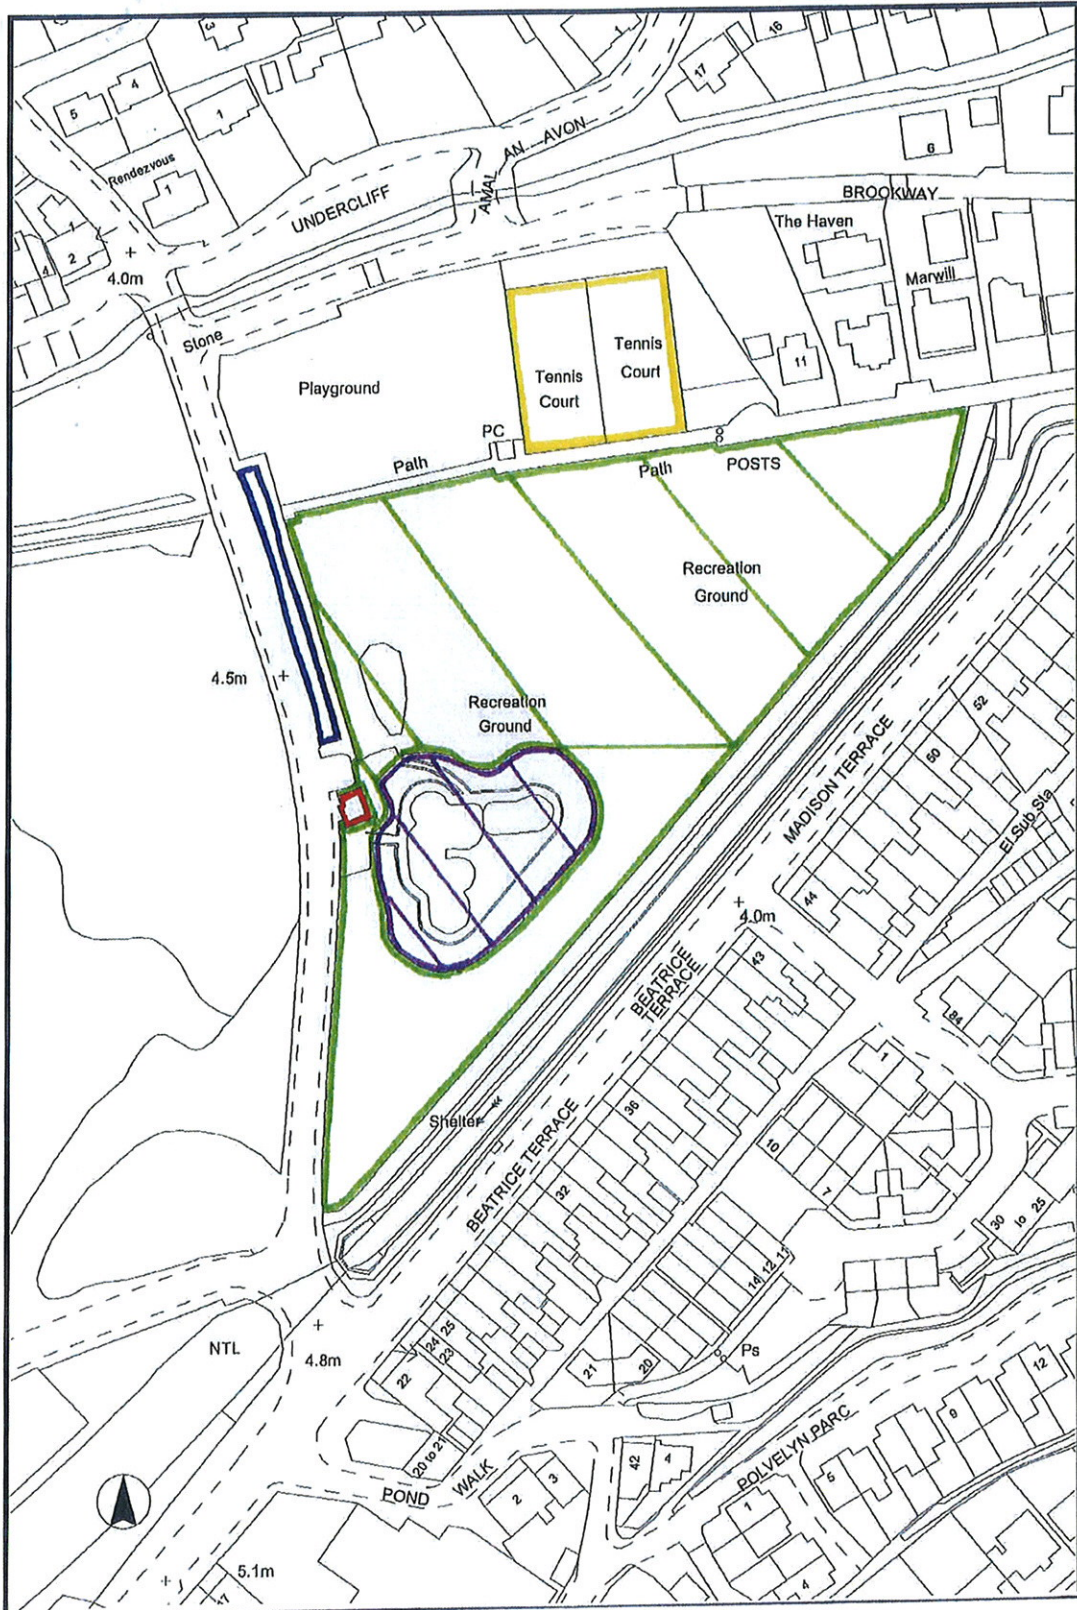 3
16
1
17
4
5
1
AN AVON
AMAL
6
Rendezvous
1
UNDERCLIFF
BROOKWAY
1
2
4
The Haven
4.0m
Marwill
Stone
Tennis
Court
Tennis
Court
11
Playground
PC
Path
Path
POSTS
Recreation
Ground
4.5m
Recreation
Ground
52
50
MADISON TERRACE
El Sub Sta
44
4.0m
43
BEATRICE
TERRACE
84
1
Shelter
36
10
7
BEATRICE TERRACE
32
30 to 25
11
12
14
25
24
23
22
NTL
4.8m
Ps
21
20
12
9
POLVELYN PARC
20 to 21
WALK
POND
3
2
42
4
5
1
4
5.1m
17